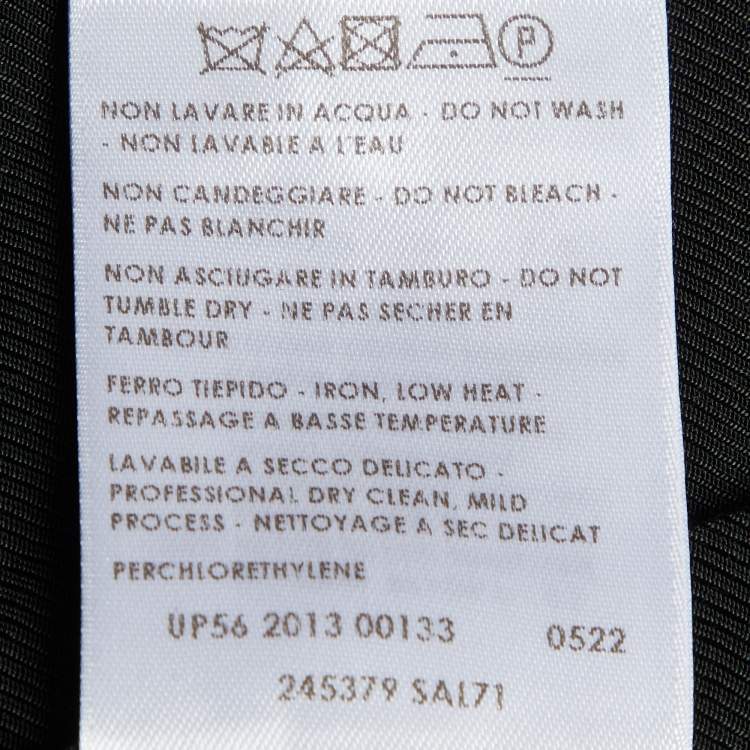 P
NON LAVARE IN ACQUA - DO NOT WASH
- NON LAVABLE A L'EAU
NON CANDEGGIARE - DO NOT BLEACH -
NE PAS BLANCHIR
NON ASCIUGARE IN TAMBURO - DO NOT
TUMBLE DRY - NE PAS SECHER EN
TAMBOUR
FERRO TIEPIDO - IRON, LOW HEAT -
REPASSAGE A BASSE TEMPERATURE
LAVABILE A SECCO DELICATO -
PROFESSIONAL DRY CLEAN, MILD
PROCESS - NETTOYAGE A SEC DELICAT
PERCHLORETHYLENE
UP56 2013 00133
0522
245379 SAL71